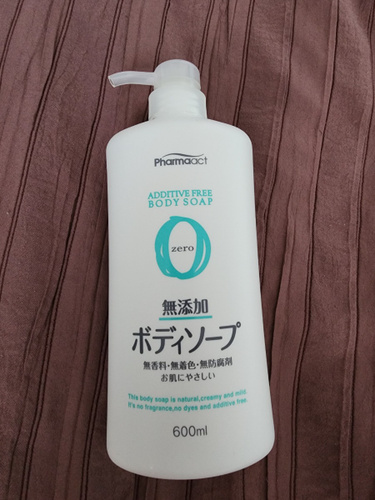 Pharmaact
ADDITIVE FREE
BODY SOAP
zero
無添加
ボディソープ
無香料・無着色・無防腐剤
お肌にやさしい
This body soap is natural,creamy and mild.
It's no fragrance,no dyes and additive free.
600ml